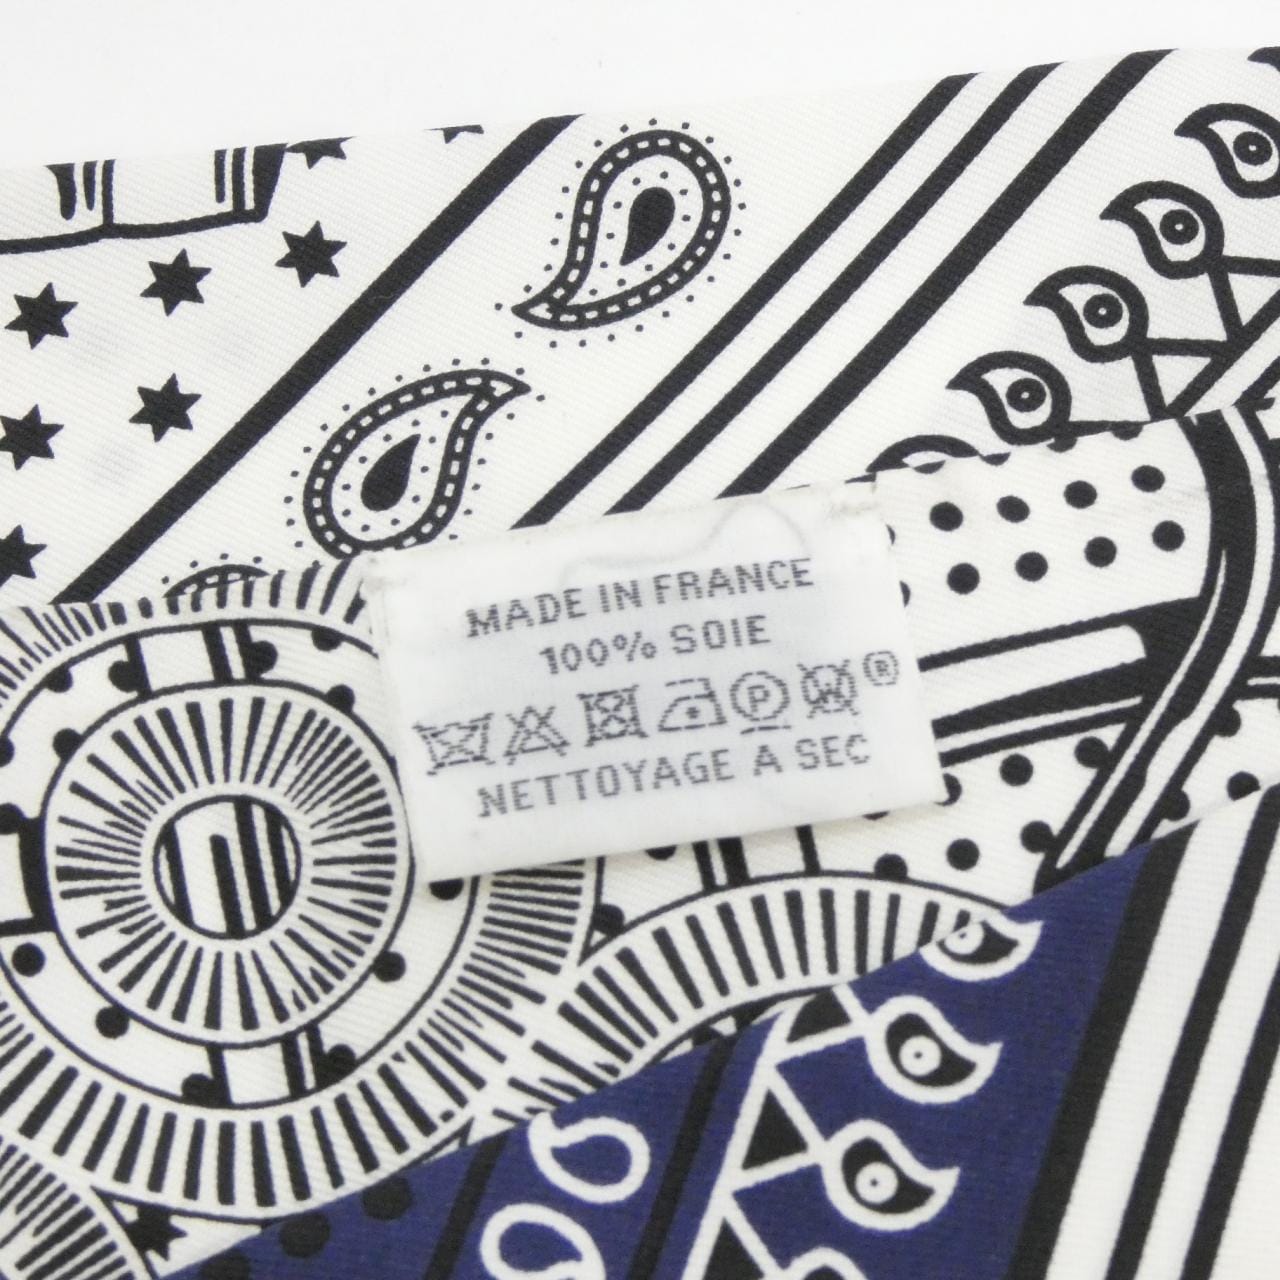 MADE IN FRANCE
100% SOIE
P W ®
NETTOYAGE A SEC